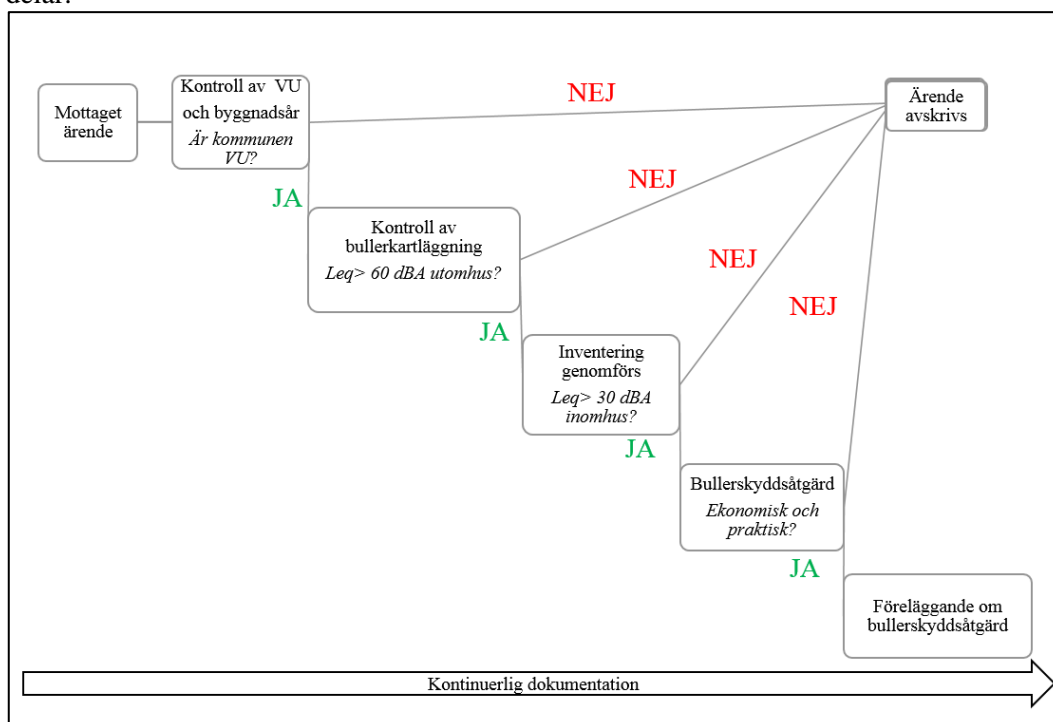 delar.
Mottaget
ärende
Kontroll av VU
och byggnadsår
Är kommunen
VU?
NEJ
Ärende
avskrivs
JA
Kontroll av
bullerkartläggning
Leq> 60 dBA utomhus?
NEJ
JA
Inventering
genomförs
Leq> 30 dBA
inomhus?
NEJ
JA
Bullerskyddsåtgärd
Ekonomisk och
praktisk?
NEJ
JA
Föreläggande om
bullerskyddsåtgärd
Kontinuerlig dokumentation